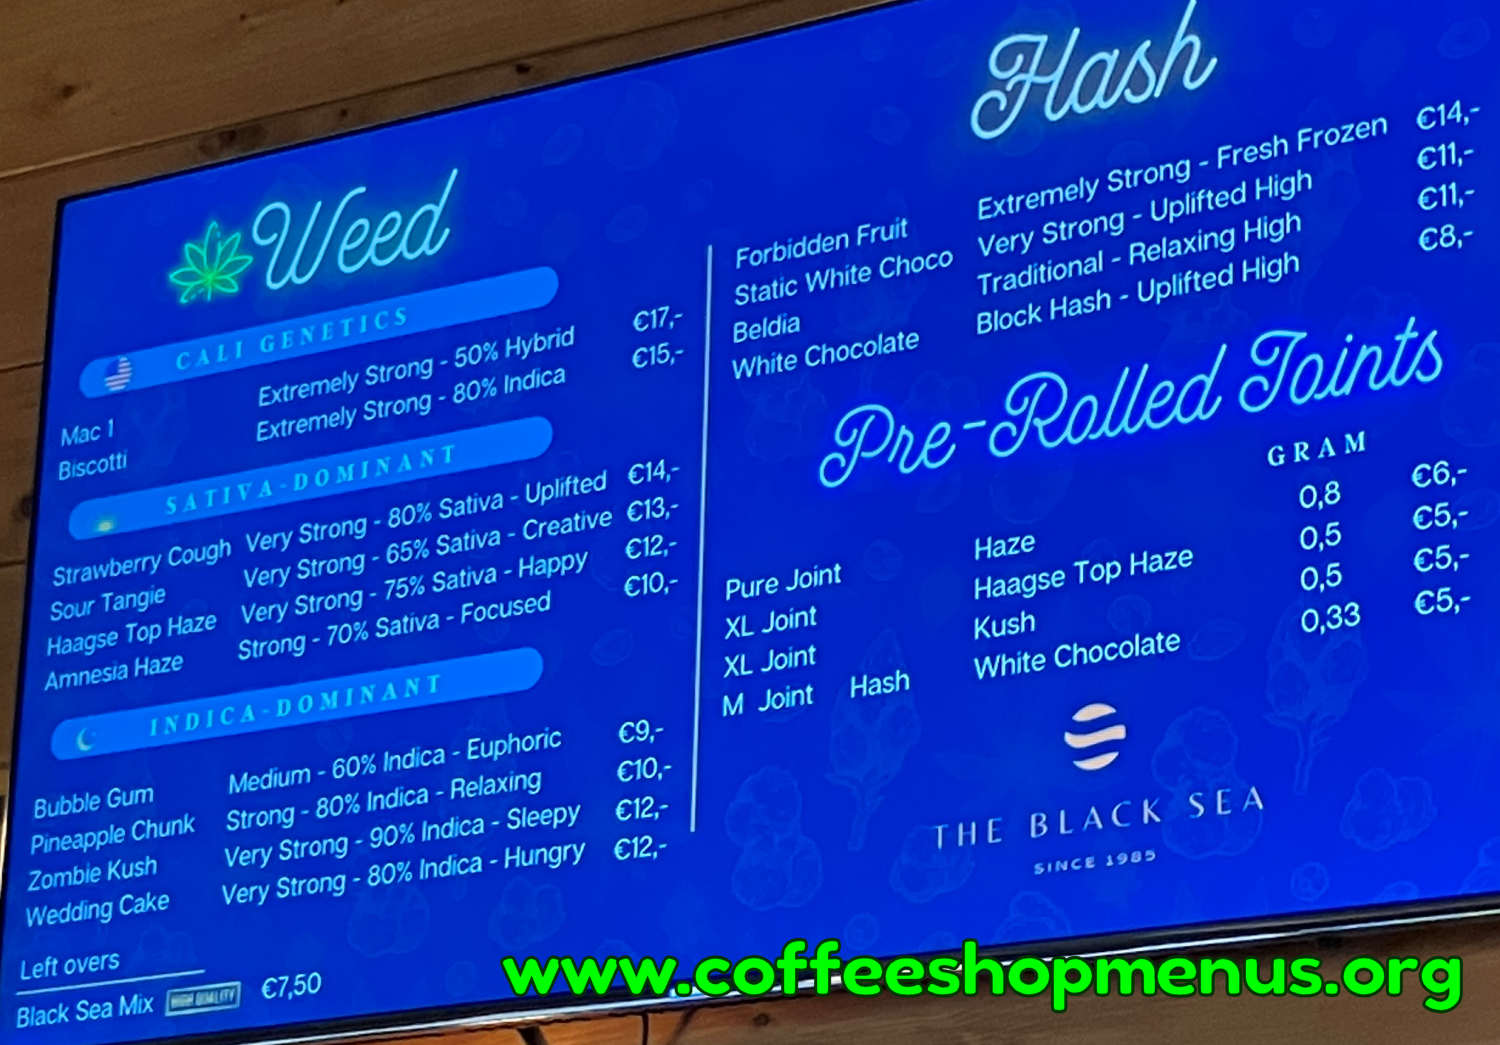 Weed
CALI GENETICS
Mac 1 Extremely Strong - 50% Hybrid €17,-
Biscotti Extremely Strong - 80% Indica €15,-
SATIVA-DOMINANT
Strawberry Cough Very Strong - 80% Sativa - Uplifted €14,-
Sour Tangie Very Strong - 65% Sativa - Creative €13,-
Haagse Top Haze Very Strong - 75% Sativa - Happy €12,-
Amnesia Haze Strong - 70% Sativa - Focused €10,-
INDICA-DOMINANT
Bubble Gum Medium - 60% Indica - Euphoric €9,-
Pineapple Chunk Strong - 80% Indica - Relaxing €10,-
Zombie Kush Very Strong - 90% Indica - Sleepy €12,-
Wedding Cake Very Strong - 80% Indica - Hungry €12,-
Left overs
Black Sea Mix HIGH QUALITY €7,50
Hash
Forbidden Fruit Extremely Strong - Fresh Frozen €14,-
Static White Choco Very Strong - Uplifted High €11,-
Beldia Traditional - Relaxing High €11,-
White Chocolate Block Hash - Uplifted High €8,-
Pre-Rolled Joints
GRAM
Pure Joint Haze 0,8 €6,-
XL Joint Haagse Top Haze 0,5 €5,-
XL Joint Kush 0,5 €5,-
M Joint Hash White Chocolate 0,33 €5,-
THE BLACK SEA
SINCE 1985
www.coffeeshopmenus.org